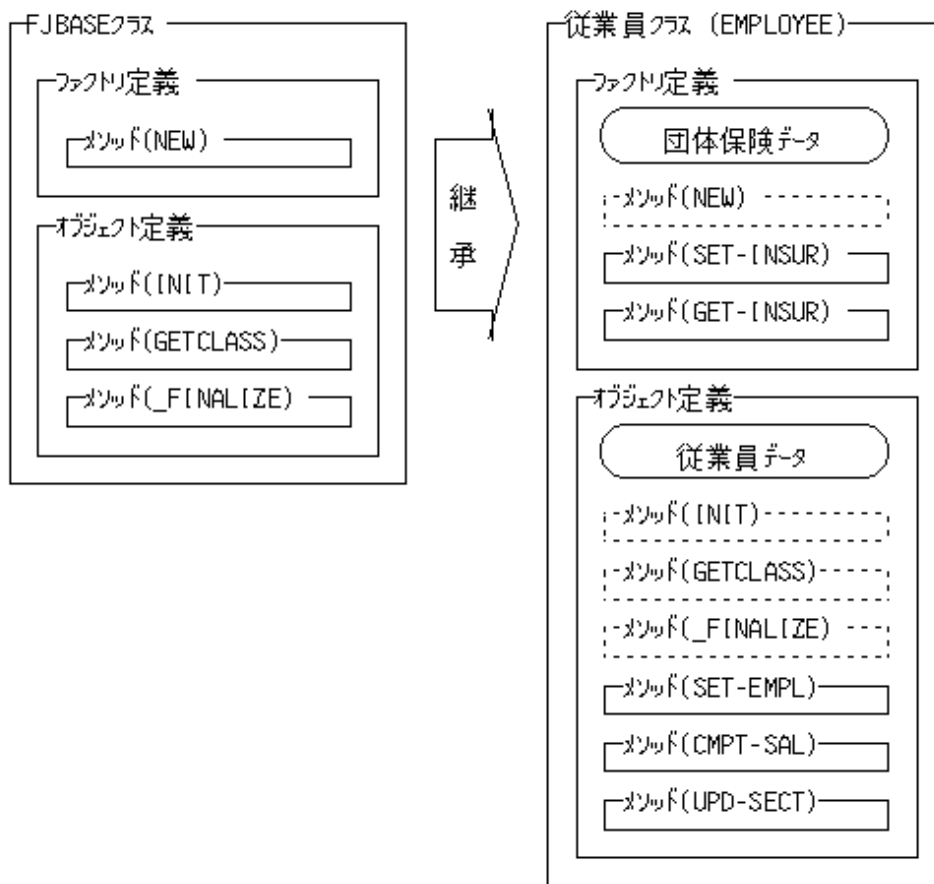 FJBASEクラス
ファクトリ定義
メソッド(NEW)
オブジェクト定義
メソッド(INIT)
メソッド(GETCLASS)
メソッド(_FINALIZE)
継
承
従業員クラス (EMPLOYEE)
ファクトリ定義
団体保険データ
メソッド(NEW)
メソッド(SET-INSUR)
メソッド(GET-INSUR)
オブジェクト定義
従業員データ
メソッド(INIT)
メソッド(GETCLASS)
メソッド(_FINALIZE)
メソッド(SET-EMPL)
メソッド(CMPT-SAL)
メソッド(UPD-SECT)